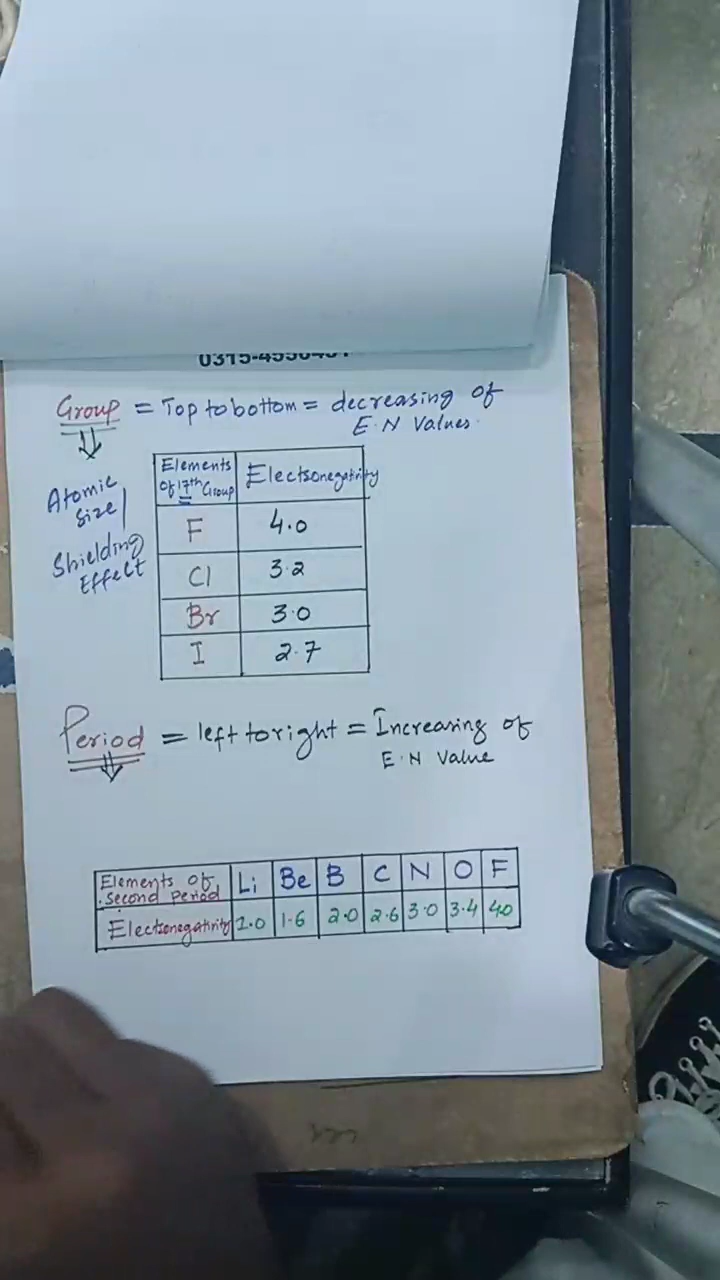 Group = Top to bottom = decreasing of
E.N Values.
Atomic
Size/
Shielding
Effect
Elements
Of 17th Group
Electronegativity
F 4.0
Cl 3.2
Br 3.0
I 2.7
Period = left to right = Increasing of
E.N Value
Elements of
second Period
Li Be B C N O F
Electronegativity 1.0 1.6 2.0 2.6 3.0 3.4 4.0